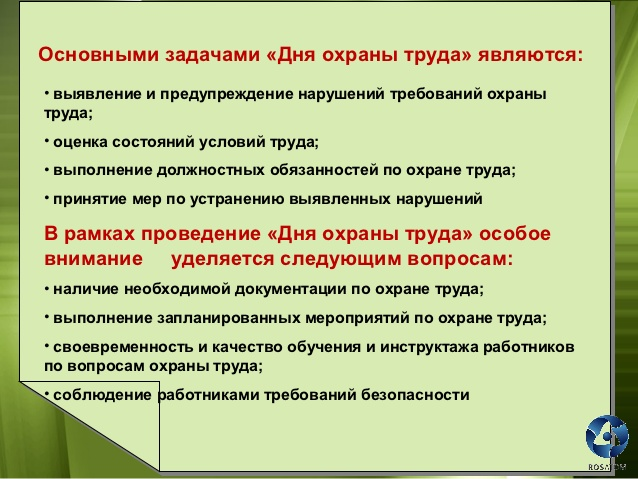 Основными задачами «Дня охраны труда» являются:
• выявление и предупреждение нарушений требований охраны
труда;
• оценка состояний условий труда;
• выполнение должностных обязанностей по охране труда;
• принятие мер по устранению выявленных нарушений
В рамках проведение «Дня охраны труда» особое
внимание уделяется следующим вопросам:
• наличие необходимой документации по охране труда;
• выполнение запланированных мероприятий по охране труда;
• своевременность и качество обучения и инструктажа работников
по вопросам охраны труда;
• соблюдение работниками требований безопасности
ROSATOM